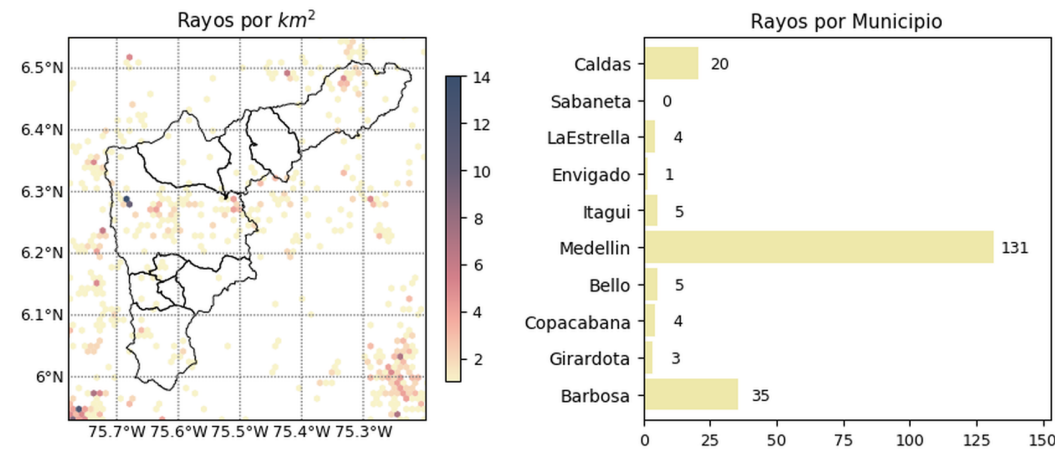 Rayos por km²
6.5°N
6.4°N
6.3°N
6.2°N
6.1°N
6°N
75.7°W 75.6°W 75.5°W 75.4°W 75.3°W
14
12
10
8
6
4
2
Rayos por Municipio
Caldas 20
Sabaneta 0
LaEstrella 4
Envigado 1
Itagui 5
Medellin 131
Bello 5
Copacabana 4
Girardota 3
Barbosa 35
0 25 50 75 100 125 150